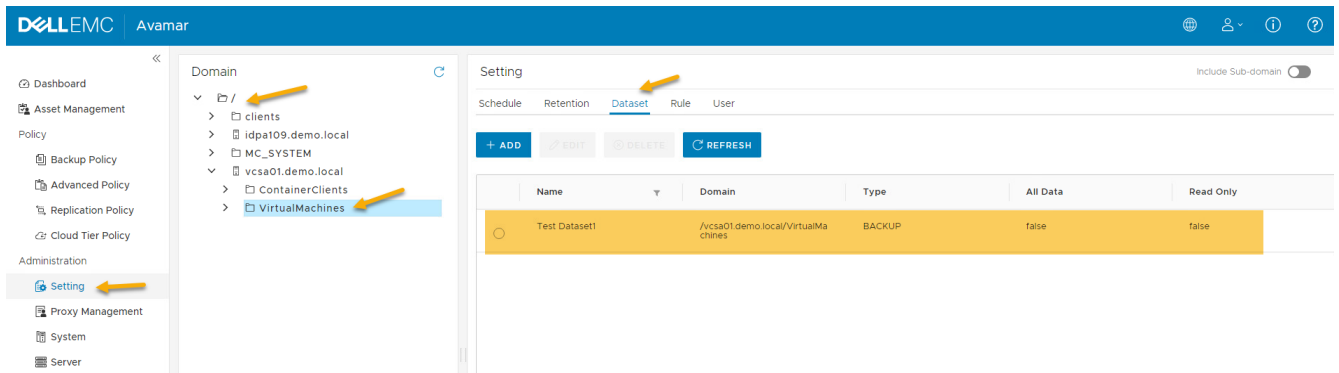 DELLEMC Avamar
Dashboard
Asset Management
Policy
Backup Policy
Advanced Policy
Replication Policy
Cloud Tier Policy
Administration
Setting
Proxy Management
System
Server
Domain
/
clients
idpa109.demo.local
MC_SYSTEM
vcsa01.demo.local
ContainerClients
VirtualMachines
Setting
Include Sub-domain
Schedule Retention Dataset Rule User
+ ADD EDIT DELETE REFRESH
Name Domain Type All Data Read Only
Test Dataset1 /vcsa01.demo.local/VirtualMa BACKUP false false
chines